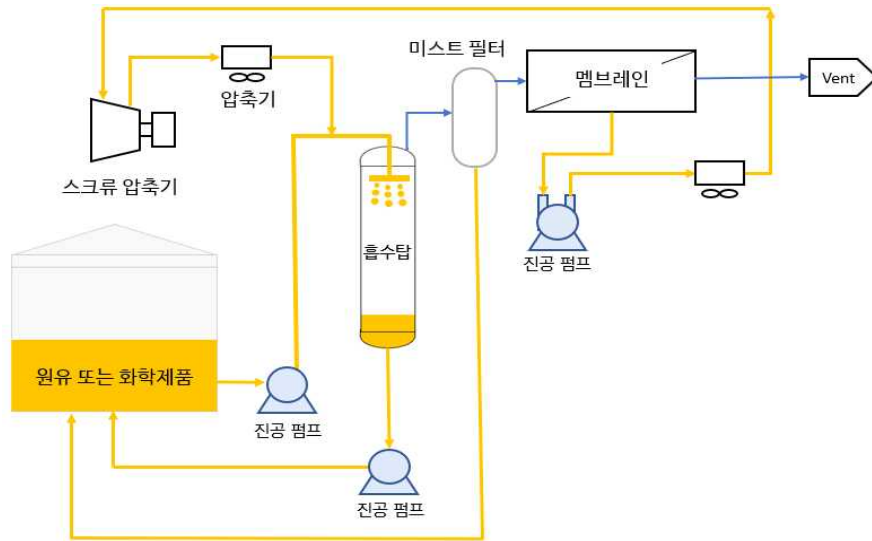 미스트 필터
멤브레인
Vent
압축기
스크류 압축기
흡수탑
진공 펌프
원유 또는 화학제품
진공 펌프
진공 펌프